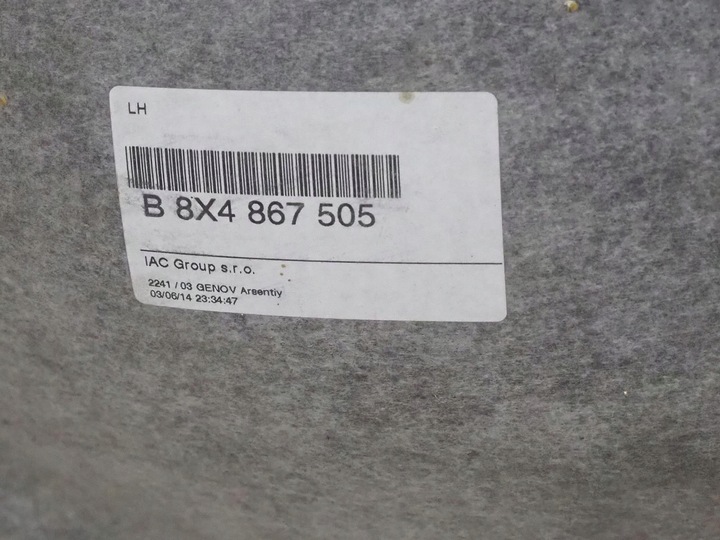 LH
B 8X4 867 505
IAC Group s.r.o.
2241 / 03 GENOV Arsentiy
03/06/14 23:34:47